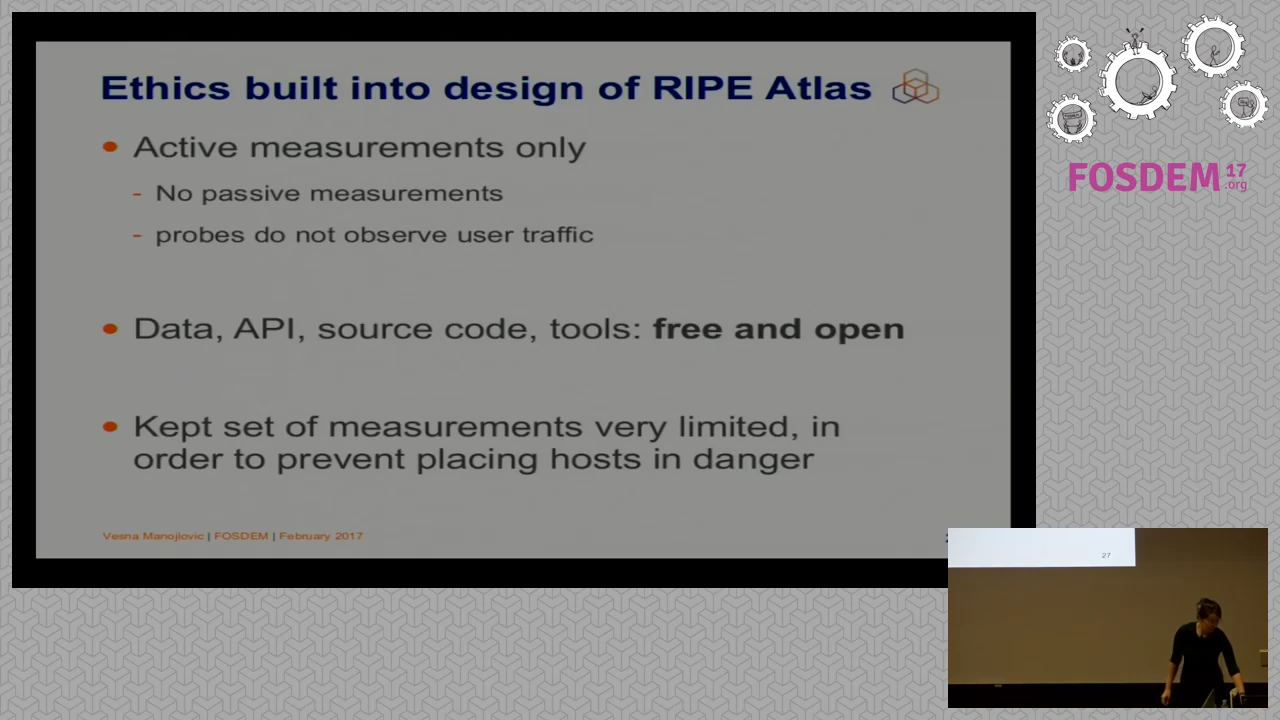 Ethics built into design of RIPE Atlas
Active measurements only
- No passive measurements
- probes do not observe user traffic
Data, API, source code, tools: free and open
Kept set of measurements very limited, in
order to prevent placing hosts in danger
Vesna Manojlovic | FOSDEM | February 2017
FOSDEM 17
.org
27